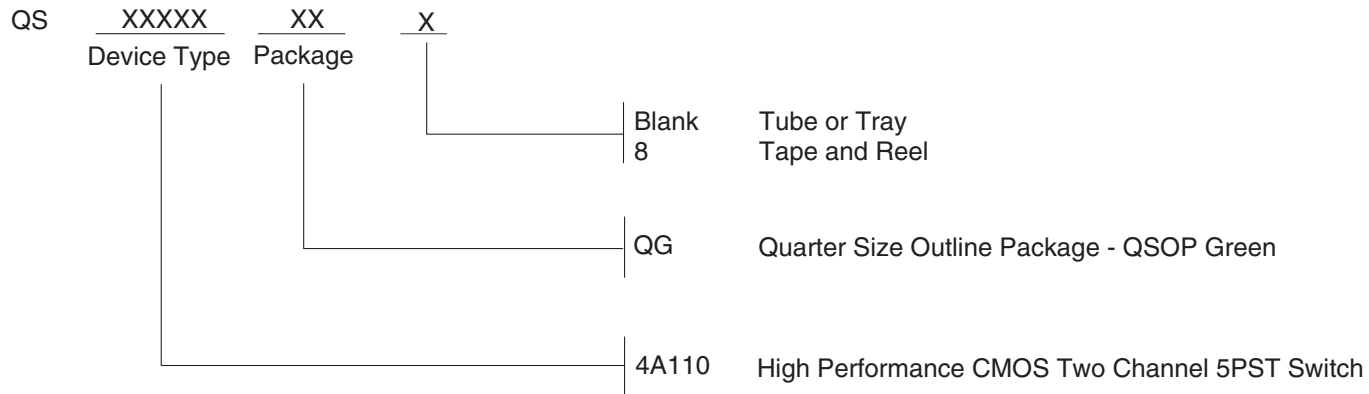 QS XXXXX XX X
Device Type Package
Blank Tube or Tray
8 Tape and Reel
QG Quarter Size Outline Package - QSOP Green
4A110 High Performance CMOS Two Channel 5PST Switch